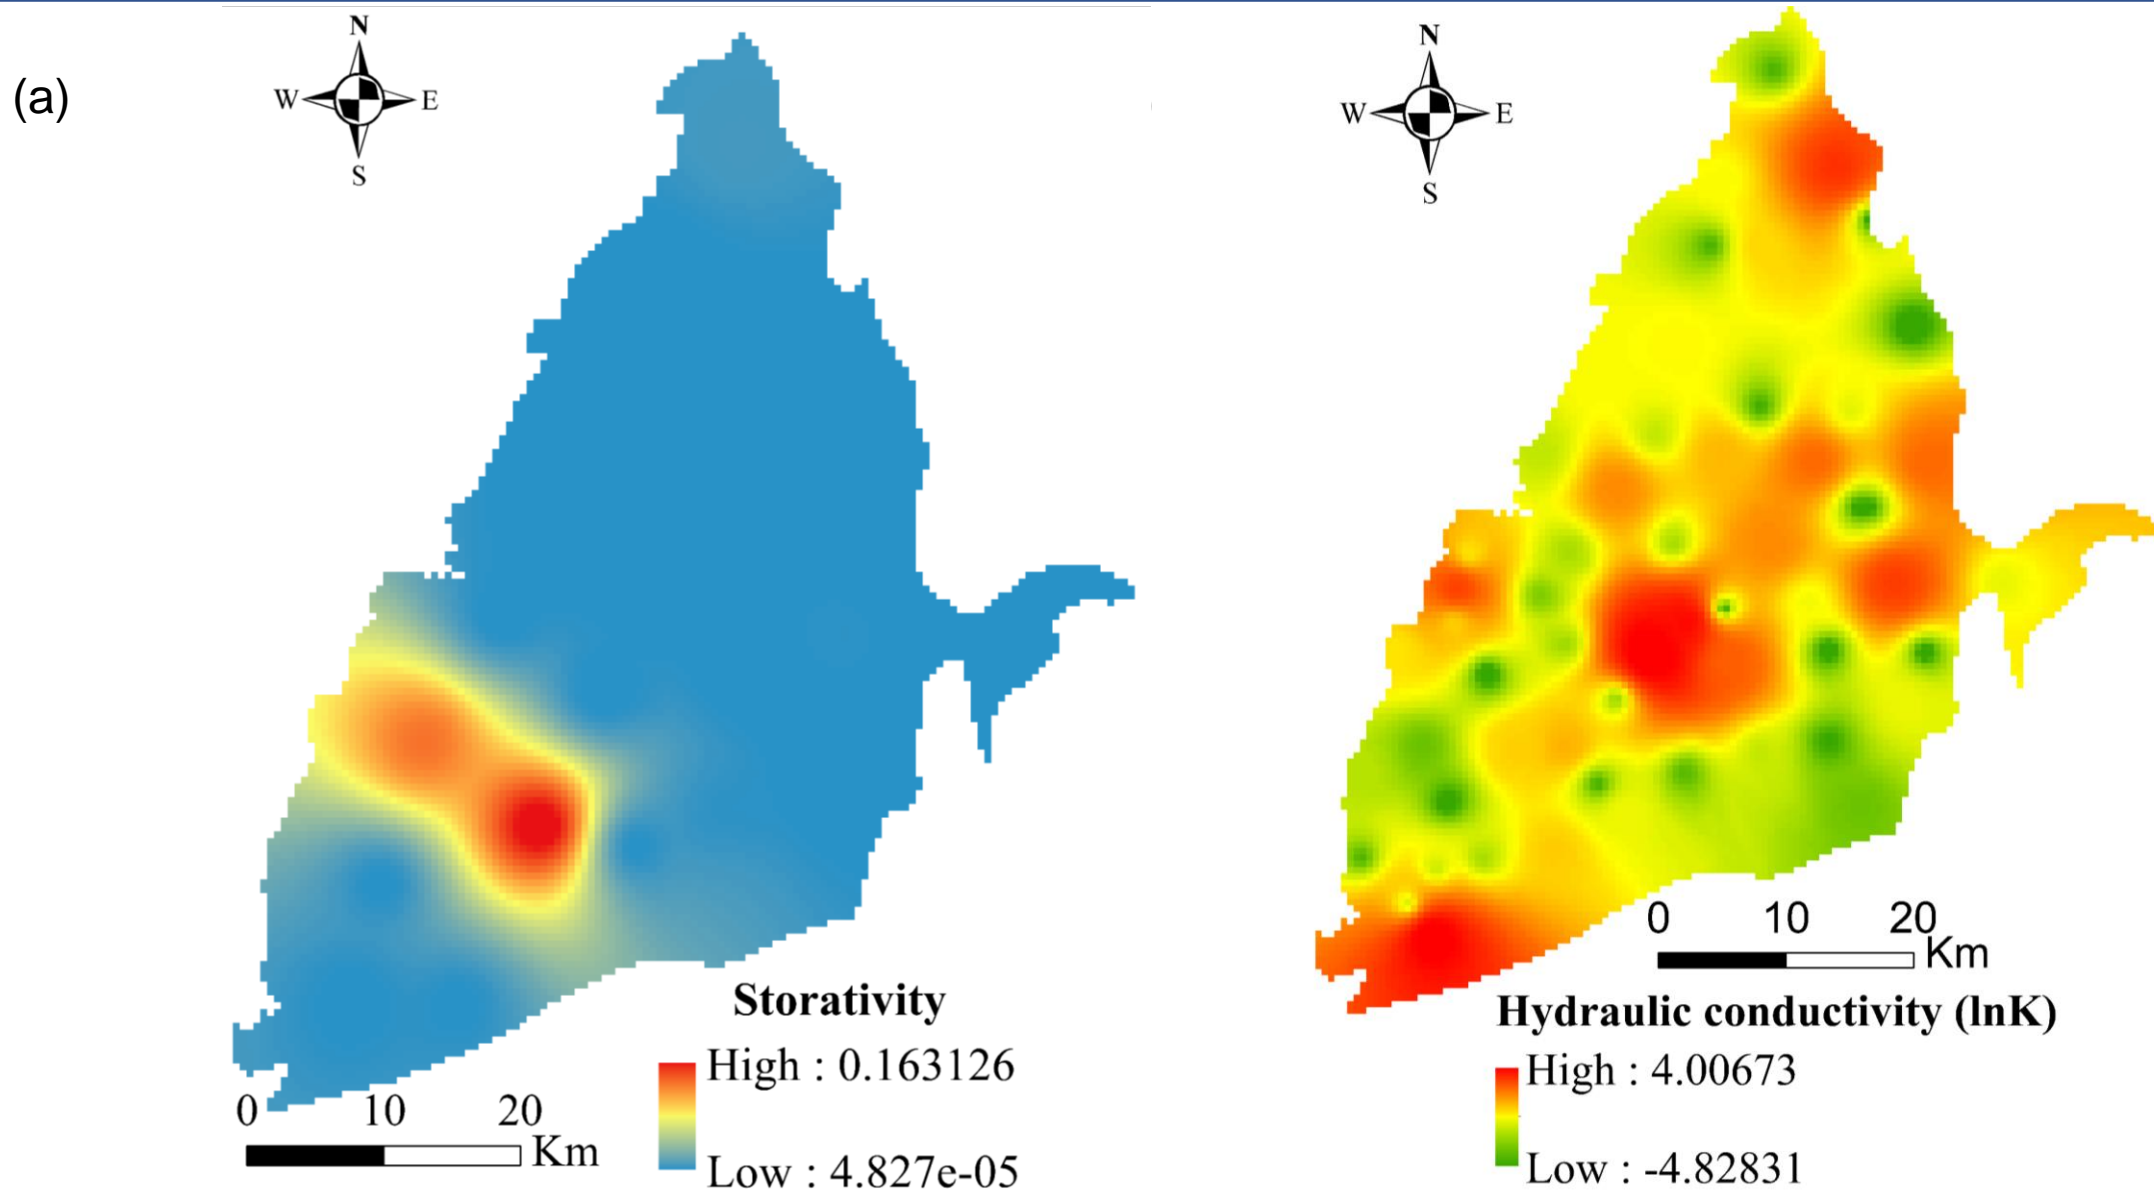 (a)
N
W E
S
Storativity
High : 0.163126
Low : 4.827e-05
0 10 20
Km
N
W E
S
0 10 20
Km
Hydraulic conductivity (lnK)
High : 4.00673
Low : -4.82831